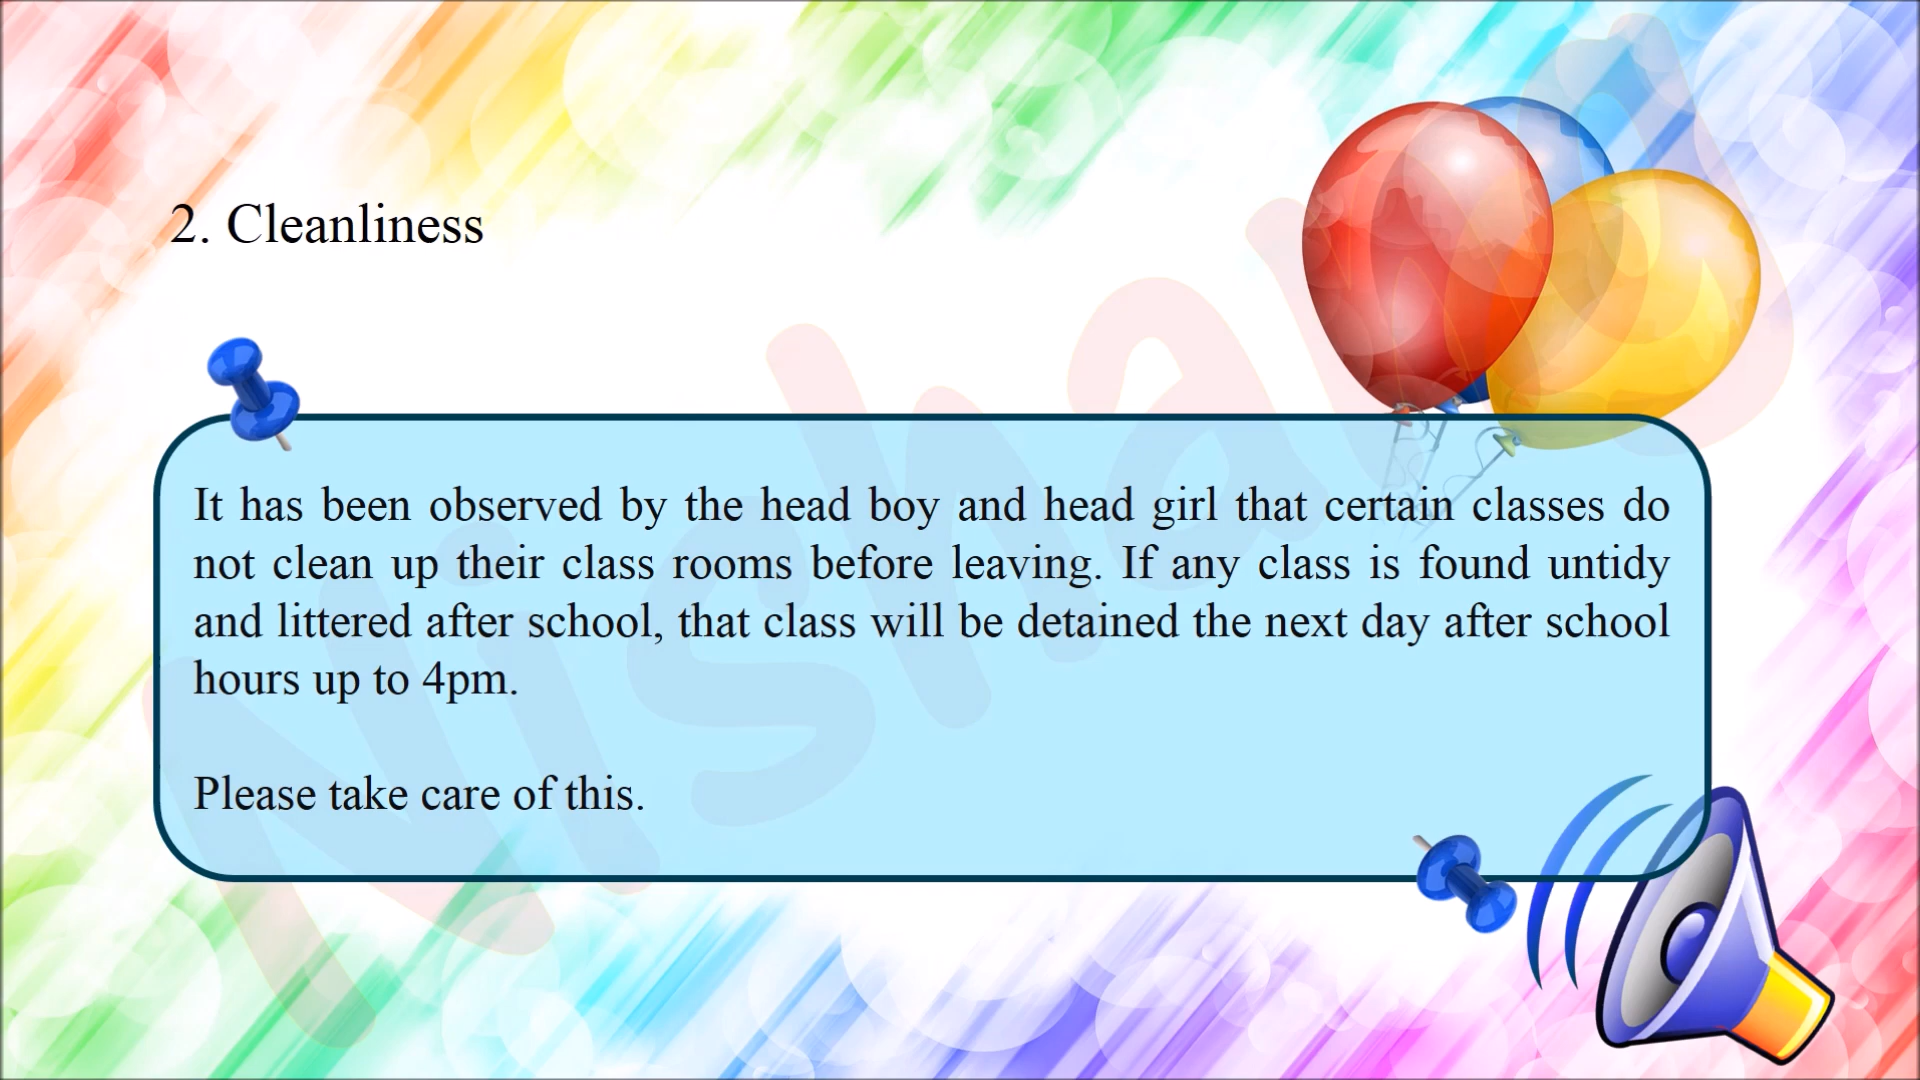 2. Cleanliness
It has been observed by the head boy and head girl that certain classes do
not clean up their class rooms before leaving. If any class is found untidy
and littered after school, that class will be detained the next day after school
hours up to 4pm.
Please take care of this.
Nishand